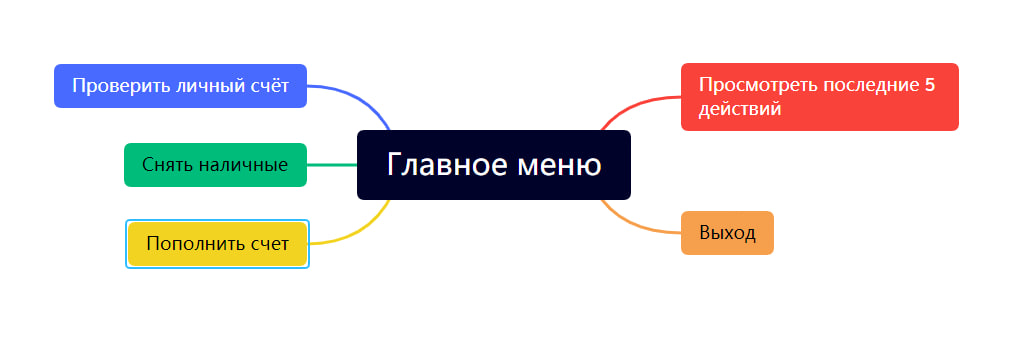 Проверить личный счёт
Снять наличные
Пополнить счет
Главное меню
Просмотреть последние 5
действий
Выход